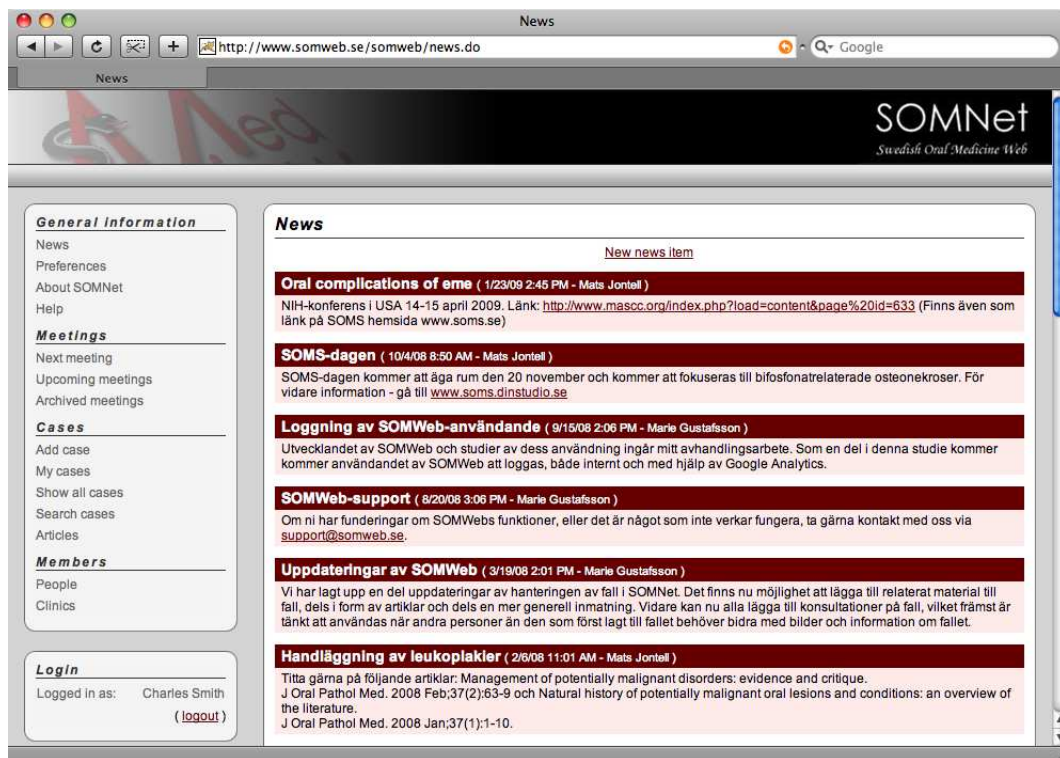 News
http://www.somweb.se/somweb/news.do
Google
News
Med
SOMNet
Swedish Oral Medicine Web
General information
News
Preferences
About SOMNet
Help
Meetings
Next meeting
Upcoming meetings
Archived meetings
Cases
Add case
My cases
Show all cases
Search cases
Articles
Members
People
Clinics
Login
Logged in as: Charles Smith
( logout )
News
New news item
Oral complications of eme ( 1/23/09 2:45 PM - Mats Jontell )
NIH-konferens i USA 14-15 april 2009. Länk: http://www.mascc.org/index.php?load=content&page%20id=633 (Finns även som
länk på SOMS hemsida www.soms.se)
SOMS-dagen ( 10/4/08 8:50 AM - Mats Jontell )
SOMS-dagen kommer att äga rum den 20 november och kommer att fokuseras till bifosfonatrelaterade osteonekroser. För
vidare information - gå till www.soms.dinstudio.se
Loggning av SOMWeb-användande ( 9/15/08 2:06 PM - Marie Gustafsson )
Utvecklandet av SOMWeb och studier av dess användning ingår mitt avhandlingsarbete. Som en del i denna studie kommer
kommer användandet av SOMWeb att loggas, både internt och med hjälp av Google Analytics.
SOMWeb-support ( 8/20/08 3:06 PM - Marie Gustafsson )
Om ni har funderingar om SOMWebs funktioner, eller det är något som inte verkar fungera, ta gärna kontakt med oss via
support@somweb.se.
Uppdateringar av SOMWeb ( 3/19/08 2:01 PM - Marie Gustafsson )
Vi har lagt upp en del uppdateringar av hanteringen av fall i SOMNet. Det finns nu möjlighet att lägga till relaterat material till
fall, dels i form av artiklar och dels en mer generell inmatning. Vidare kan nu alla lägga till konsultationer på fall, vilket främst är
tänkt att användas när andra personer än den som först lagt till fallet behöver bidra med bilder och information om fallet.
Handläggning av leukoplakier ( 2/6/08 11:01 AM - Mats Jontell )
Titta gärna på följande artiklar: Management of potentially malignant disorders: evidence and critique.
J Oral Pathol Med. 2008 Feb;37(2):63-9 och Natural history of potentially malignant oral lesions and conditions: an overview of
the literature.
J Oral Pathol Med. 2008 Jan;37(1):1-10.